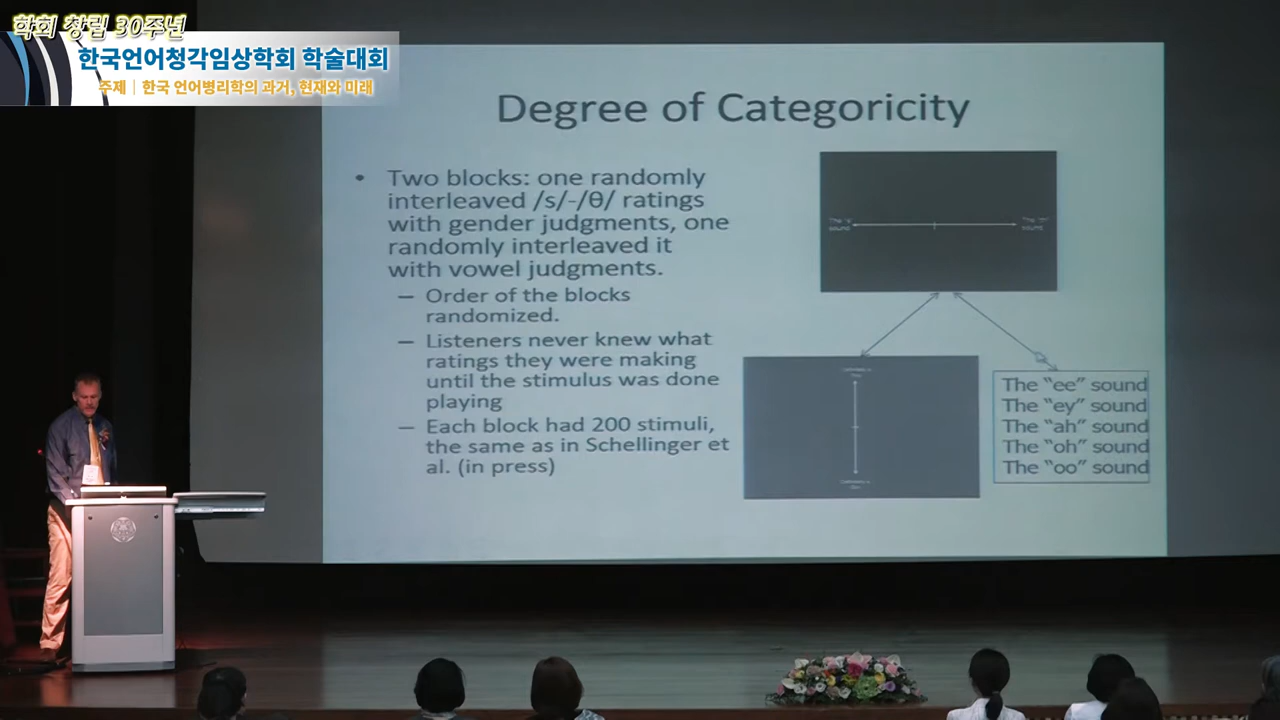 학회 창립 30주년
한국언어청각임상학회 학술대회
주제 | 한국 언어병리학의 과거, 현재와 미래
Degree of Categoricity
• Two blocks: one randomly
interleaved /s/-/θ/ ratings
with gender judgments, one
randomly interleaved it
with vowel judgments.
– Order of the blocks
randomized.
– Listeners never knew what
ratings they were making
until the stimulus was done
playing
– Each block had 200 stimuli,
the same as in Schellinger et
al. (in press)
sound
sound
The "ee" sound
The "ey" sound
The "ah" sound
The "oh" sound
The "oo" sound